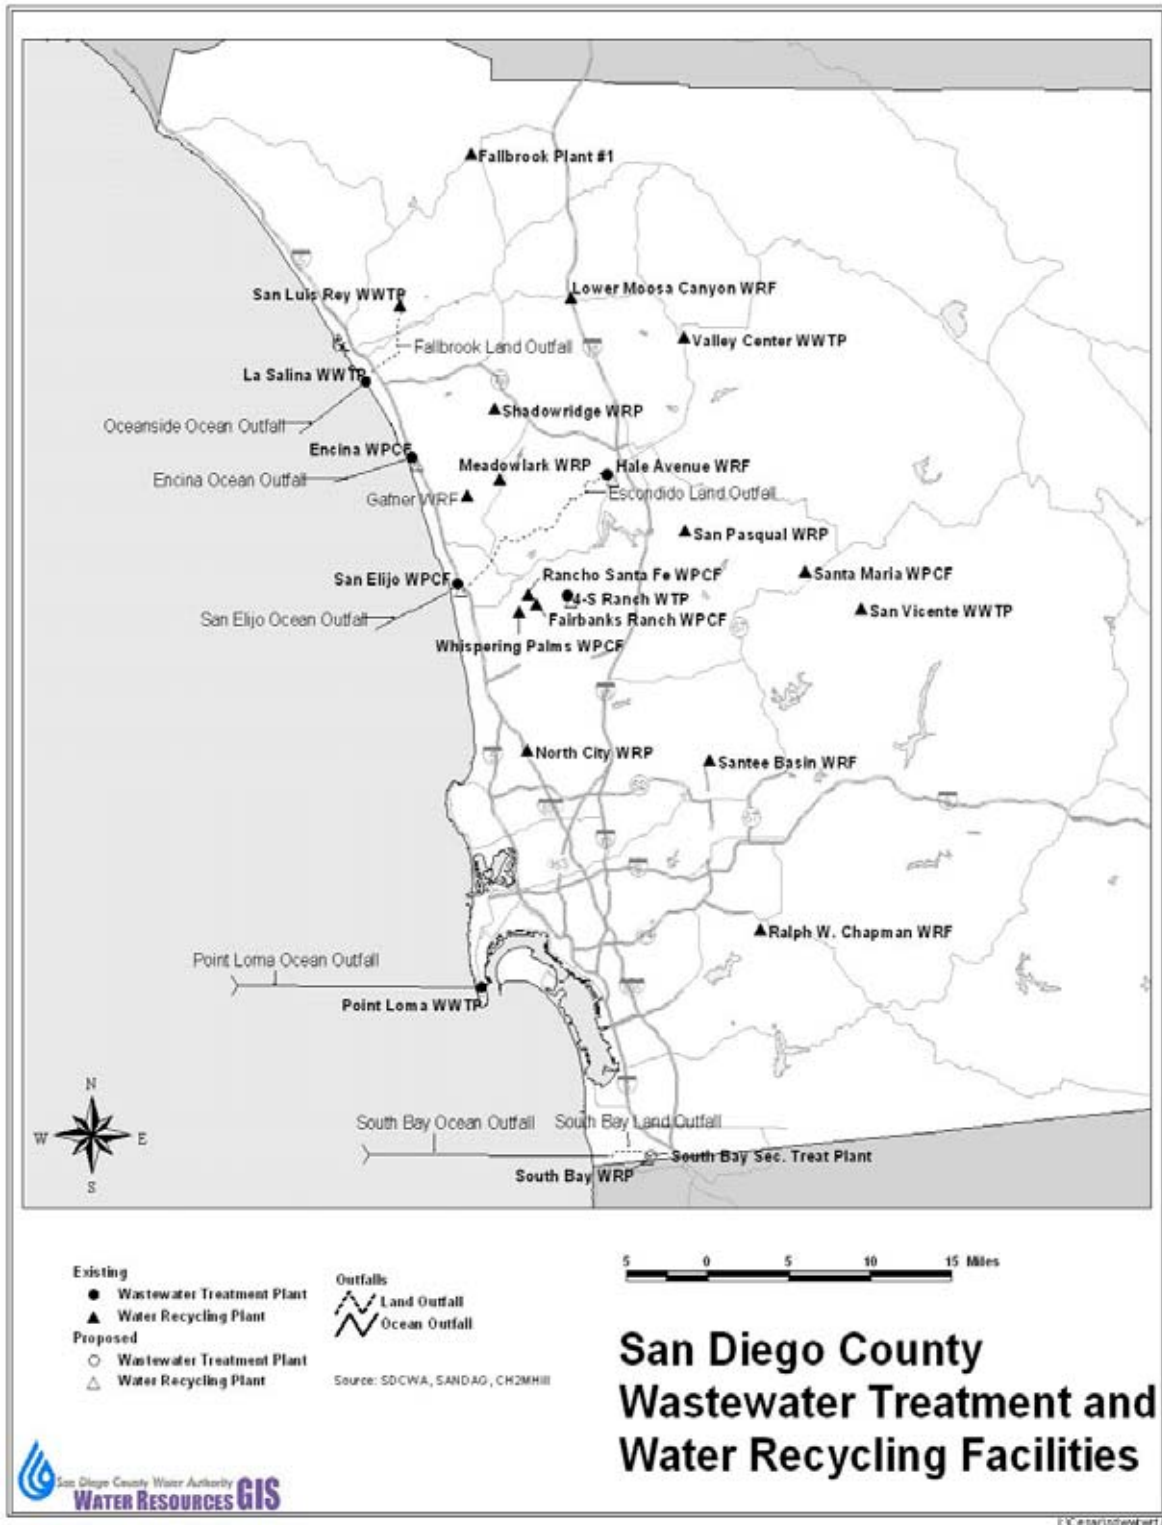 Fallbrook Plant #1
San Luis Rey WWTP
Lower Moosa Canyon WRF
Fallbrook Land Outfall
Valley Center WWTP
La Salina WWTP
Shadowridge WRP
Oceanside Ocean Outfall
Encina WPCF
Meadowlark WRP
Hale Avenue WRF
Encina Ocean Outfall
Gafner WRF
Escondido Land Outfall
San Pasqual WRP
San Elijo WPCF
Rancho Santa Fe WPCF
Santa Maria WPCF
4-S Ranch WTP
San Elijo Ocean Outfall
Fairbanks Ranch WPCF
San Vicente WWTP
Whispering Palms WPCF
North City WRP
Santee Basin WRF
Ralph W. Chapman WRF
Point Loma Ocean Outfall
Point Loma WWTP
N
W E
S
South Bay Ocean Outfall
South Bay Land Outfall
South Bay Sec. Treat Plant
South Bay WRP
Existing
Wastewater Treatment Plant
Water Recycling Plant
Proposed
Wastewater Treatment Plant
Water Recycling Plant
Outfalls
Land Outfall
Ocean Outfall
Source: SDCWA, SANDAG, CH2MHill
5 0 5 10 15 Miles
San Diego County
Wastewater Treatment and
Water Recycling Facilities
San Diego County Water Authority
WATER RESOURCES GIS